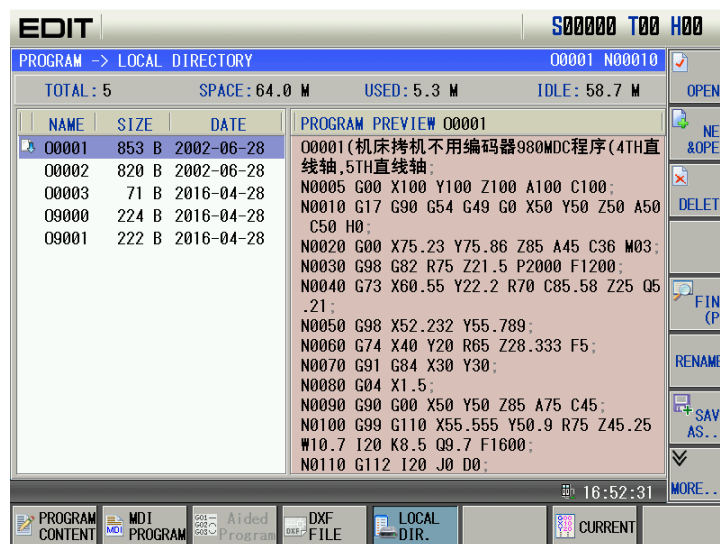 EDIT
S00000 T00 H00
PROGRAM -> LOCAL DIRECTORY
O0001 N00010
TOTAL:5
SPACE:64.0 M
USED:5.3 M
IDLE:58.7 M
NAME SIZE DATE
O0001 853 B 2002-06-28
O0002 820 B 2002-06-28
O0003 71 B 2016-04-28
O9000 224 B 2016-04-28
O9001 222 B 2016-04-28
PROGRAM PREVIEW O0001
O0001(机床拷机不用编码器980MDC程序(4TH直
线轴,5TH直线轴;
N0005 G00 X100 Y100 Z100 A100 C100;
N0010 G17 G90 G54 G49 G0 X50 Y50 Z50 A50
C50 H0;
N0020 G00 X75.23 Y75.86 Z85 A45 C36 M03;
N0030 G98 G82 R75 Z21.5 P2000 F1200;
N0040 G73 X60.55 Y22.2 R70 C85.58 Z25 Q5
.21;
N0050 G98 X52.232 Y55.789;
N0060 G74 X40 Y20 R65 Z28.333 F5;
N0070 G91 G84 X30 Y30;
N0080 G04 X1.5;
N0090 G90 G00 X50 Y50 Z85 A75 C45;
N0100 G99 G110 X55.555 Y50.9 R75 Z45.25
W10.7 I20 K8.5 Q9.7 F1600;
N0110 G112 I20 J0 D0;
OPEN
NE
&OPE
DELET
FIN
(P
RENAME
SAV
AS..
MORE..
16:52:31
PROGRAM
CONTENT
MDI
MDI
PROGRAM
G01
G02
G03
Aided
Program
DXF
DXF
FILE
LOCAL
DIR.
CURRENT